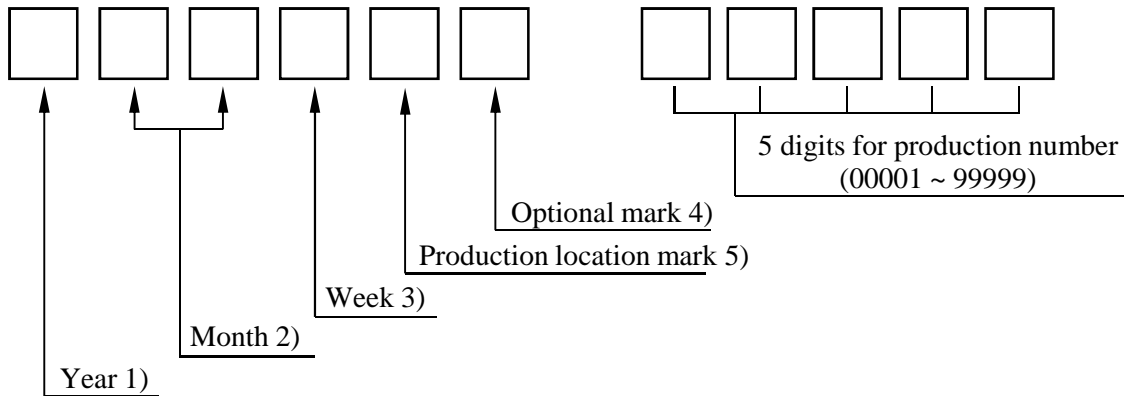 5 digits for production number
(00001 ~ 99999)
Optional mark 4)
Production location mark 5)
Week 3)
Month 2)
Year 1)